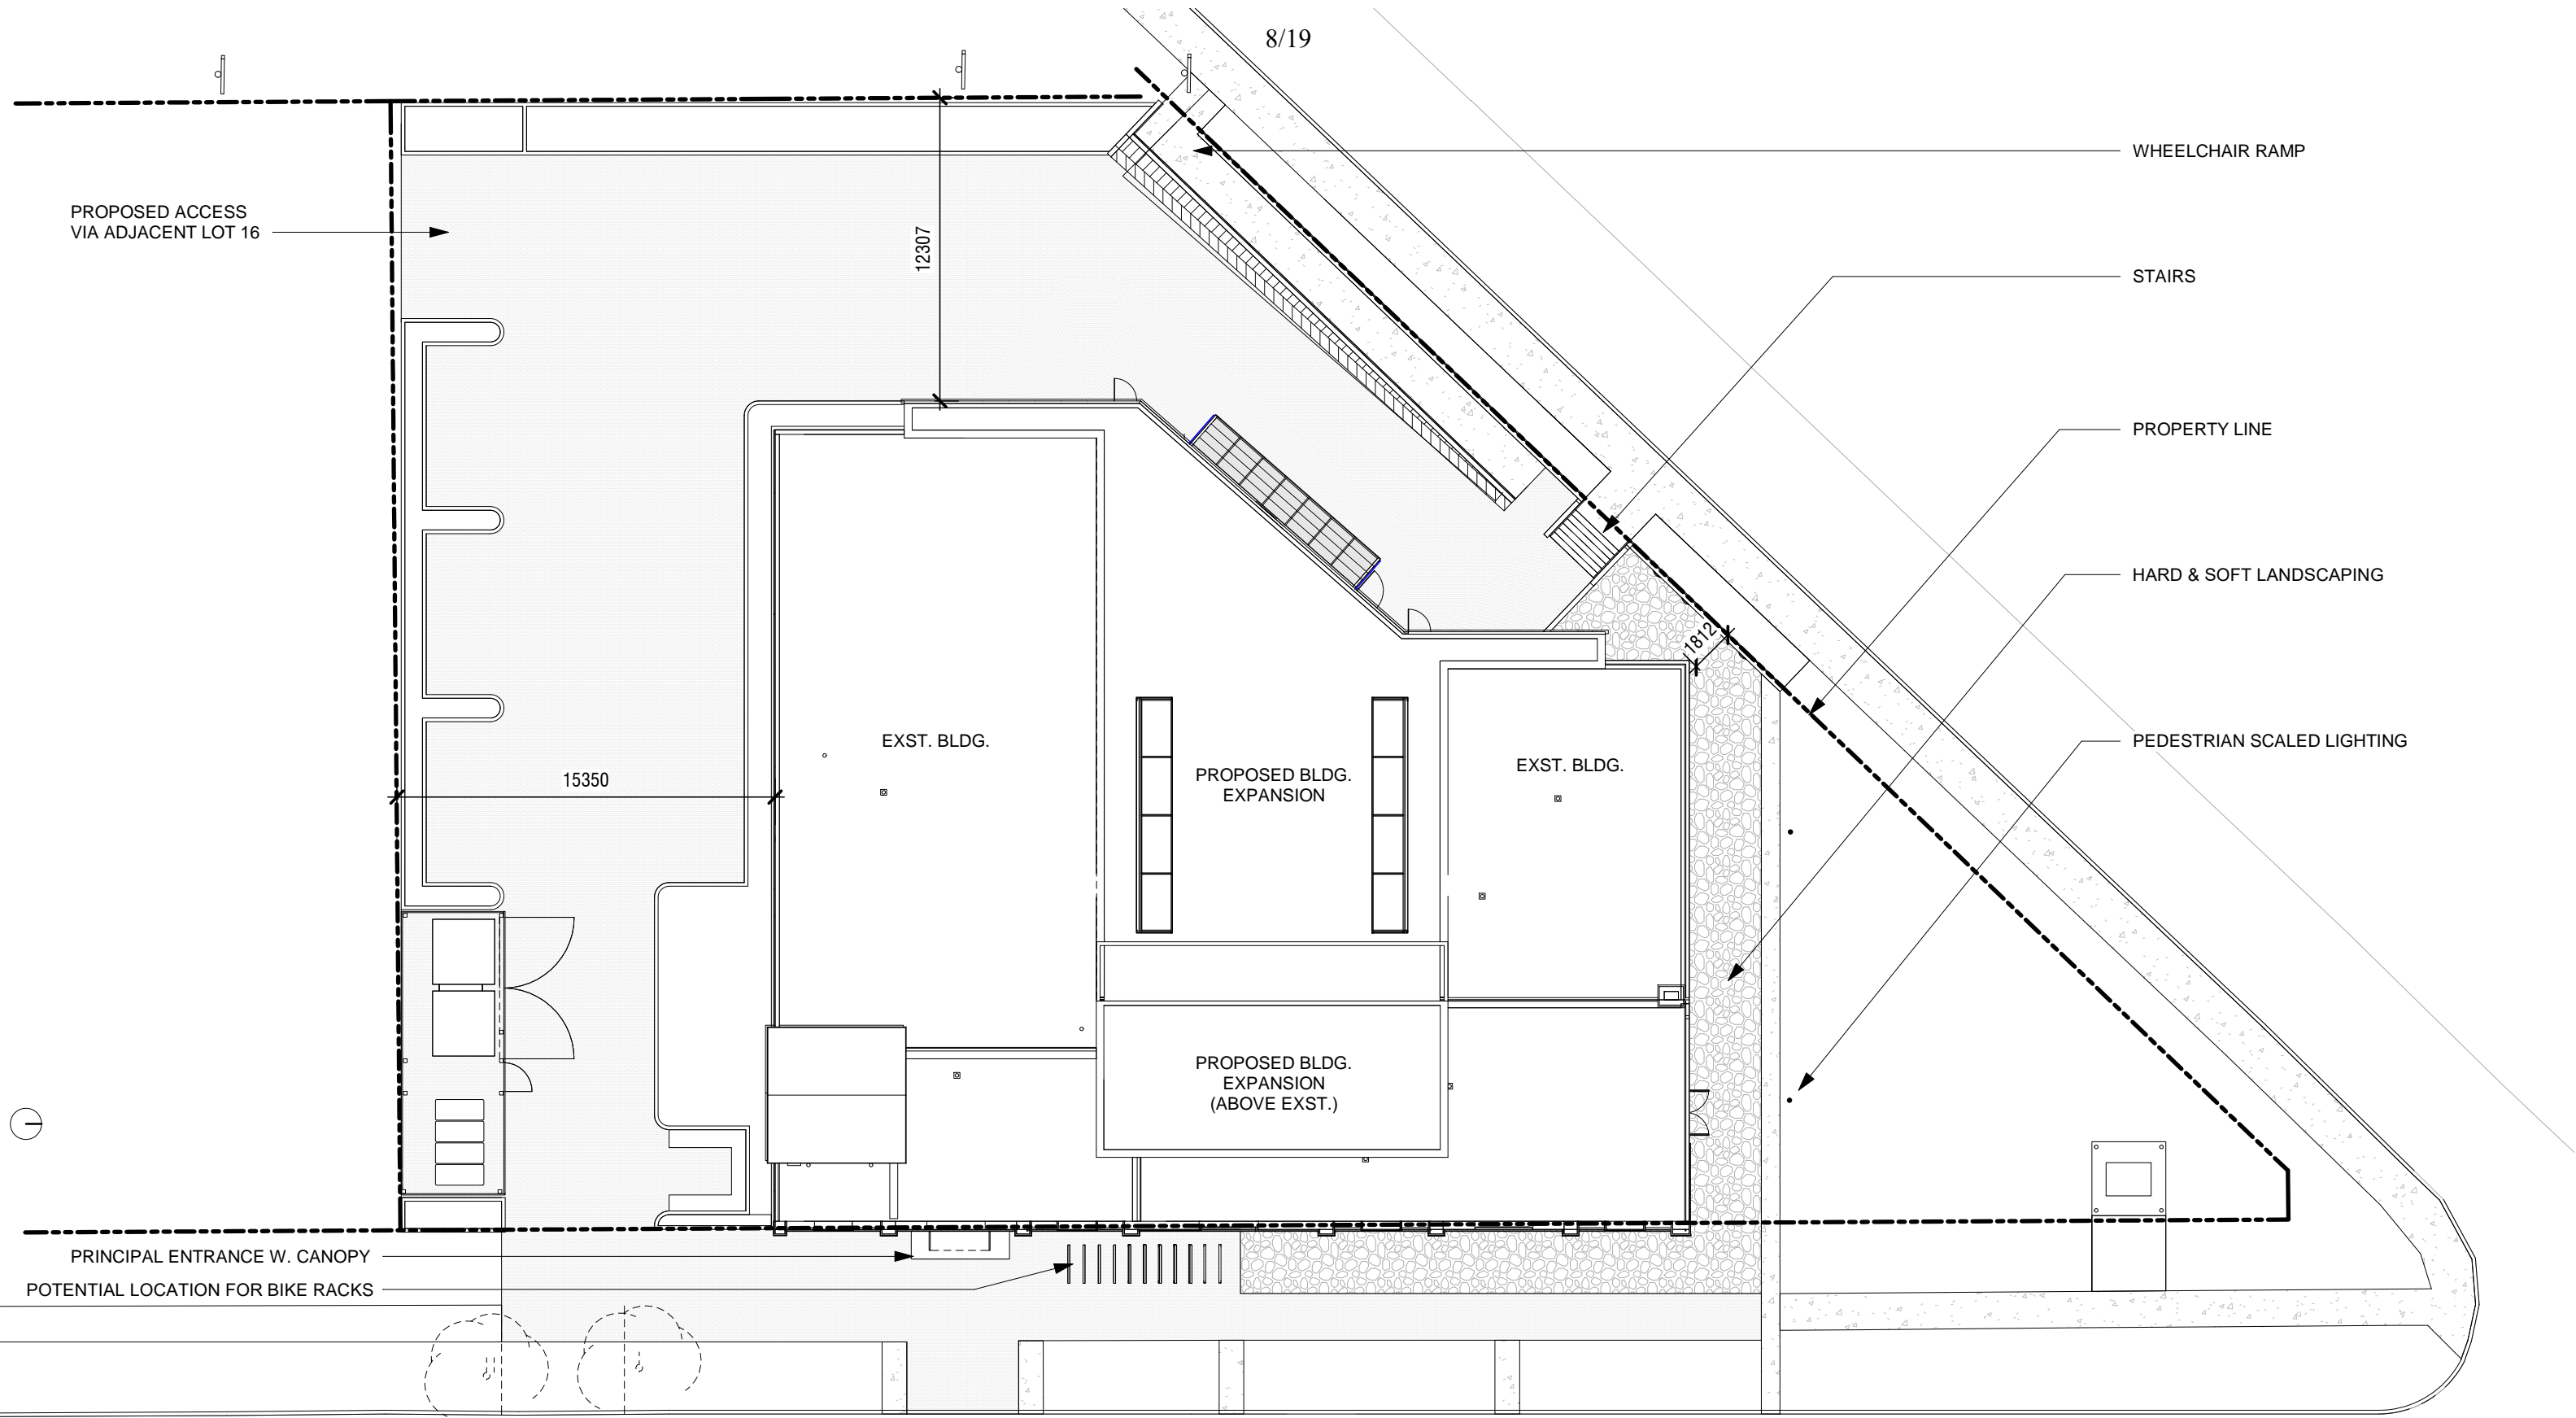 8/19
WHEELCHAIR RAMP
PROPOSED ACCESS
VIA ADJACENT LOT 16
12307
STAIRS
PROPERTY LINE
HARD & SOFT LANDSCAPING
1812
PEDESTRIAN SCALED LIGHTING
EXST. BLDG.
PROPOSED BLDG.
EXPANSION
EXST. BLDG.
15350
PROPOSED BLDG.
EXPANSION
(ABOVE EXST.)
PRINCIPAL ENTRANCE W. CANOPY
POTENTIAL LOCATION FOR BIKE RACKS